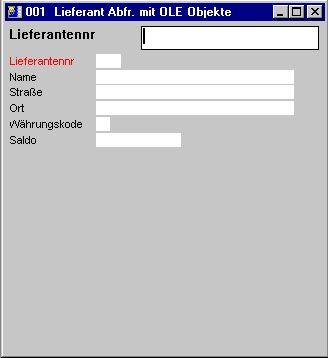 001 Lieferant Abfr. mit OLE Objekte
Lieferantennr
Lieferantennr
Name
Straße
Ort
Währungskode
Saldo